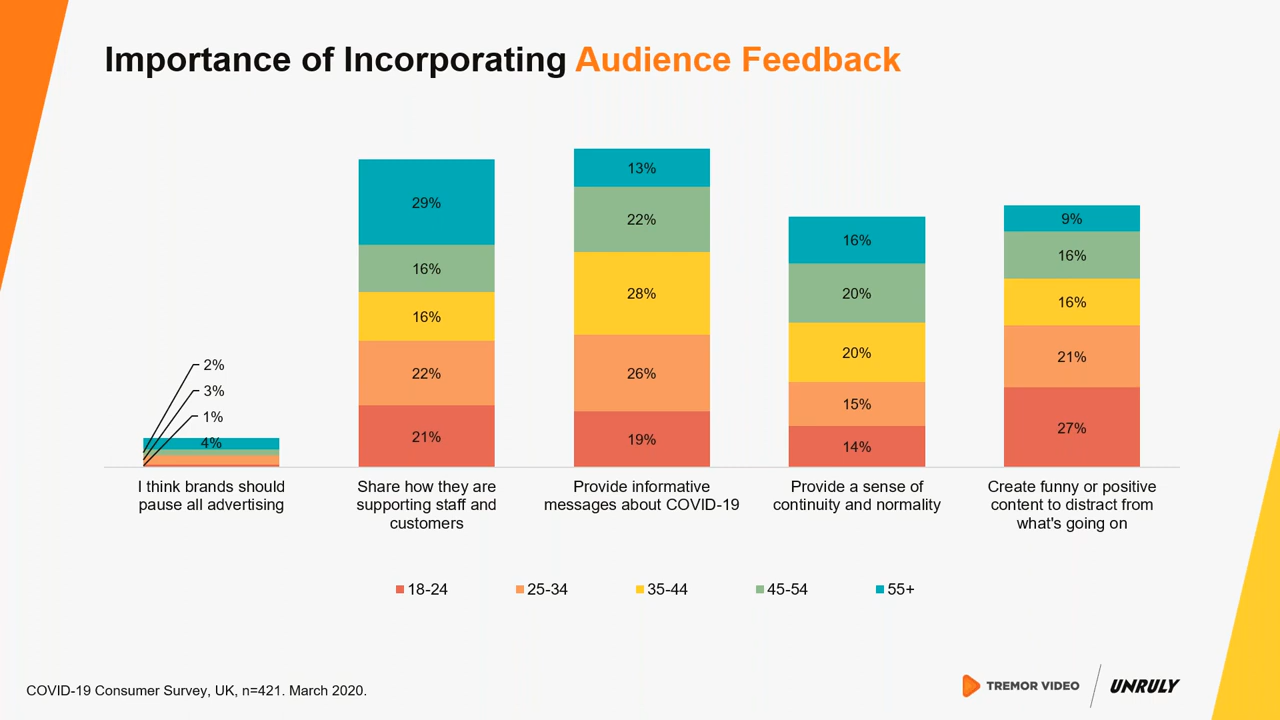 Importance of Incorporating Audience Feedback
2%
3%
1%
4%
29%
16%
16%
22%
21%
13%
22%
28%
26%
19%
16%
20%
20%
15%
14%
9%
16%
16%
21%
27%
I think brands should
pause all advertising
Share how they are
supporting staff and
customers
Provide informative
messages about COVID-19
Provide a sense of
continuity and normality
Create funny or positive
content to distract from
what's going on
18-24 25-34 35-44 45-54 55+
COVID-19 Consumer Survey, UK, n=421. March 2020.
TREMOR VIDEO UNRULY